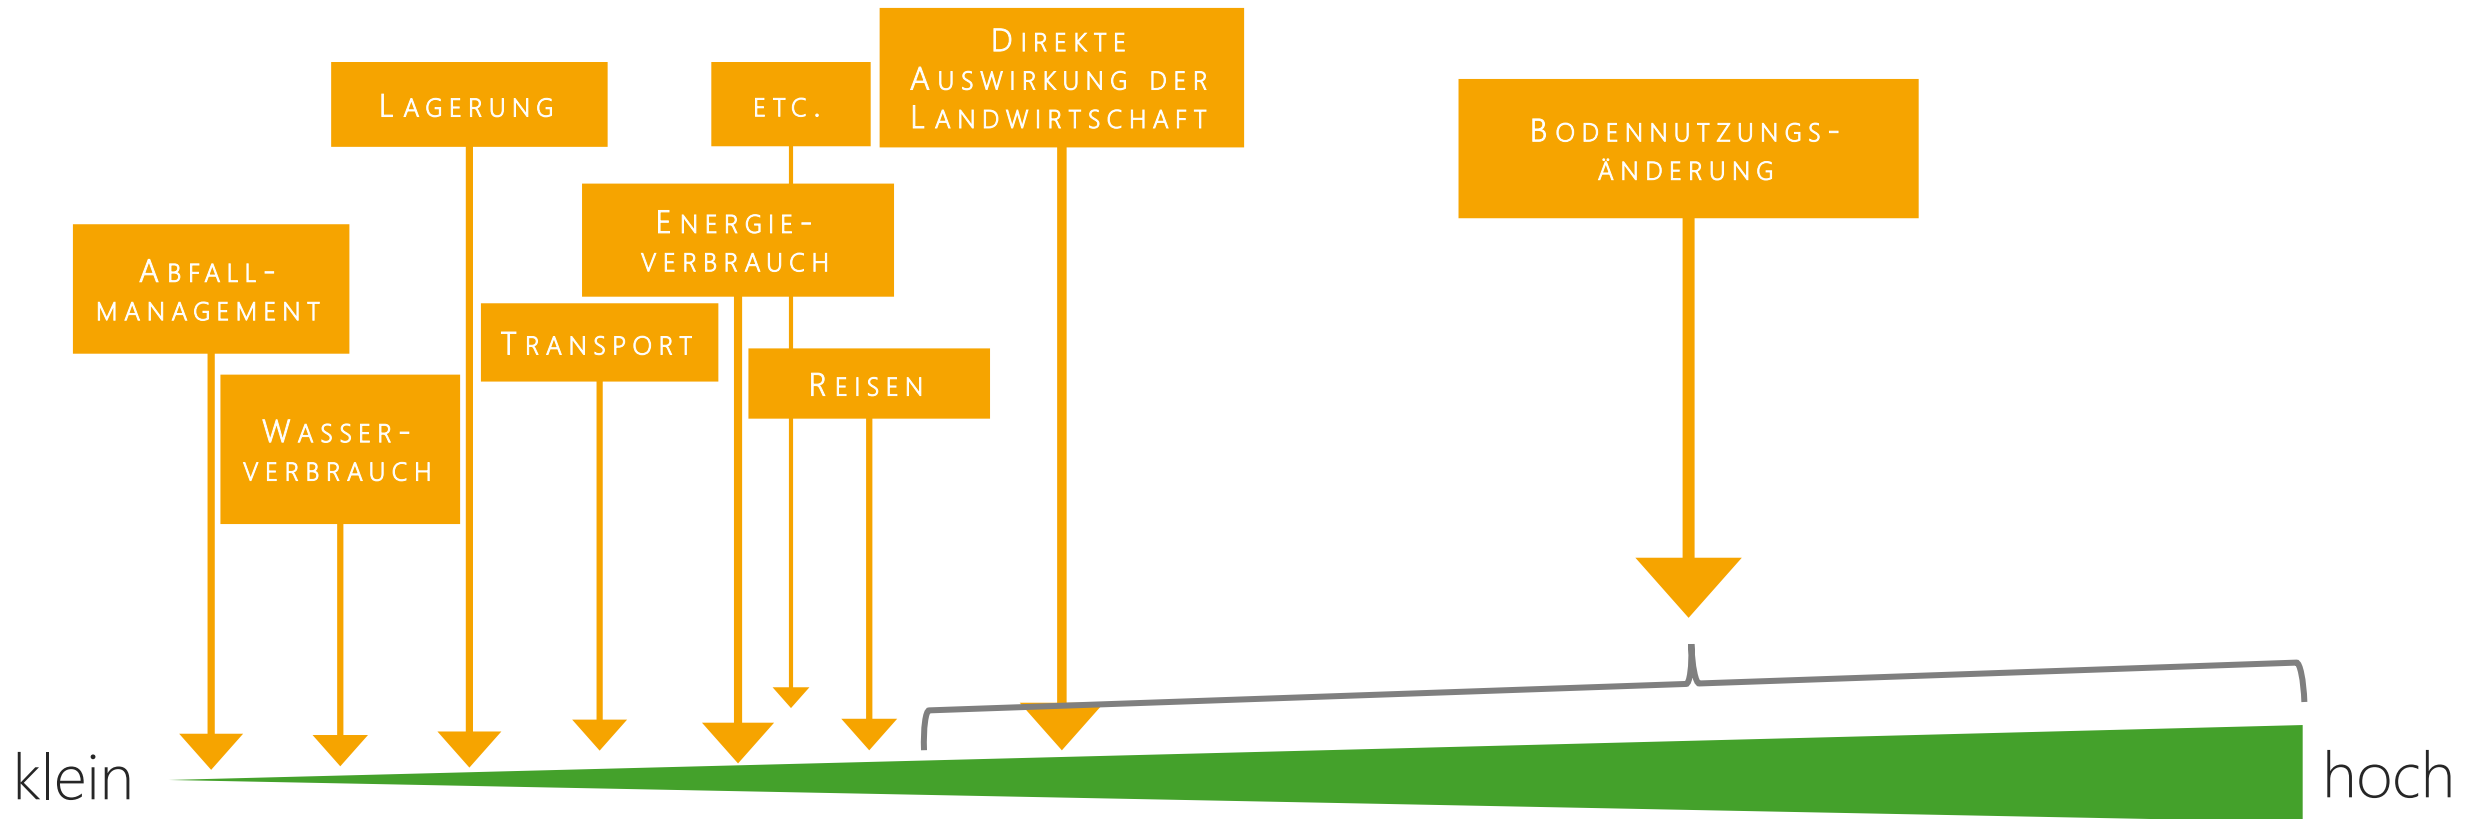 Abfall-
management
Wasser-
verbrauch
Lagerung
Transport
Energie-
verbrauch
etc.
Reisen
Direkte
Auswirkung der
Landwirtschaft
Bodennutzungs-
änderung
klein
hoch